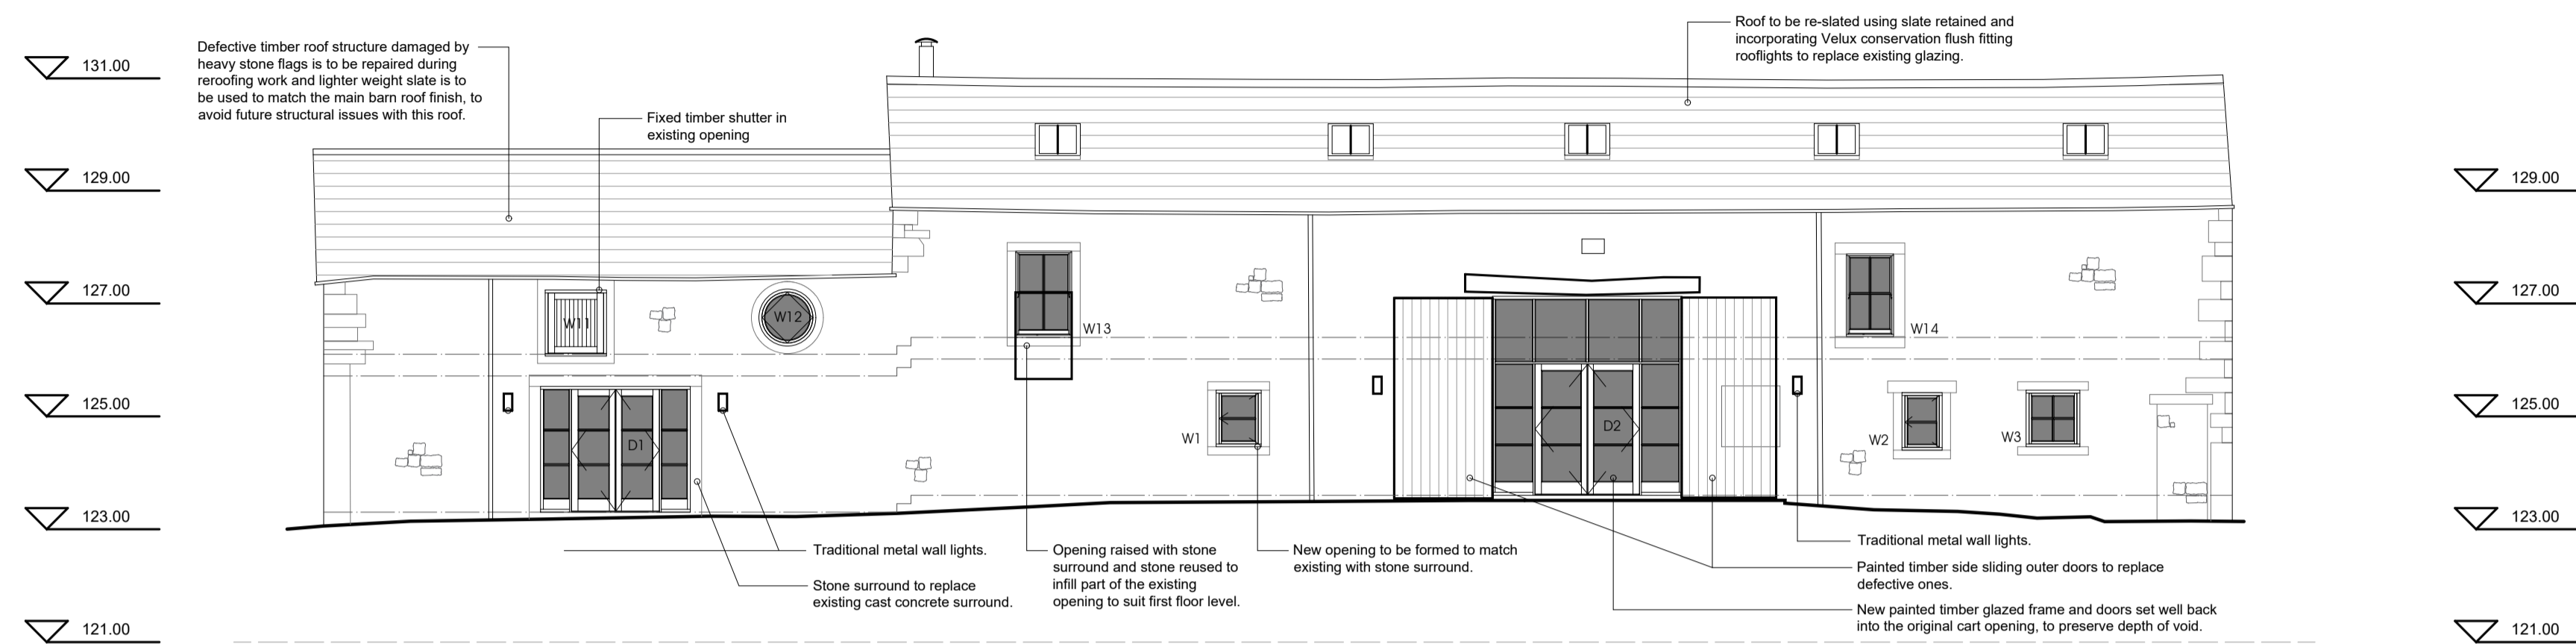 Roof to be re-slated using slate retained and
incorporating Velux conservation flush fitting
rooflights to replace existing glazing.
Defective timber roof structure damaged by
heavy stone flags is to be repaired during
reroofing work and lighter weight slate is to
be used to match the main barn roof finish, to
avoid future structural issues with this roof.
Fixed timber shutter in
existing opening
131.00
129.00
129.00
127.00
127.00
125.00
125.00
123.00
123.00
121.00
121.00
W11
W12
W13
W14
D1
W1
D2
W2
W3
Traditional metal wall lights.
Stone surround to replace
existing cast concrete surround.
Opening raised with stone
surround and stone reused to
infill part of the existing
opening to suit first floor level.
New opening to be formed to match
existing with stone surround.
Traditional metal wall lights.
Painted timber side sliding outer doors to replace
defective ones.
New painted timber glazed frame and doors set well back
into the original cart opening, to preserve depth of void.